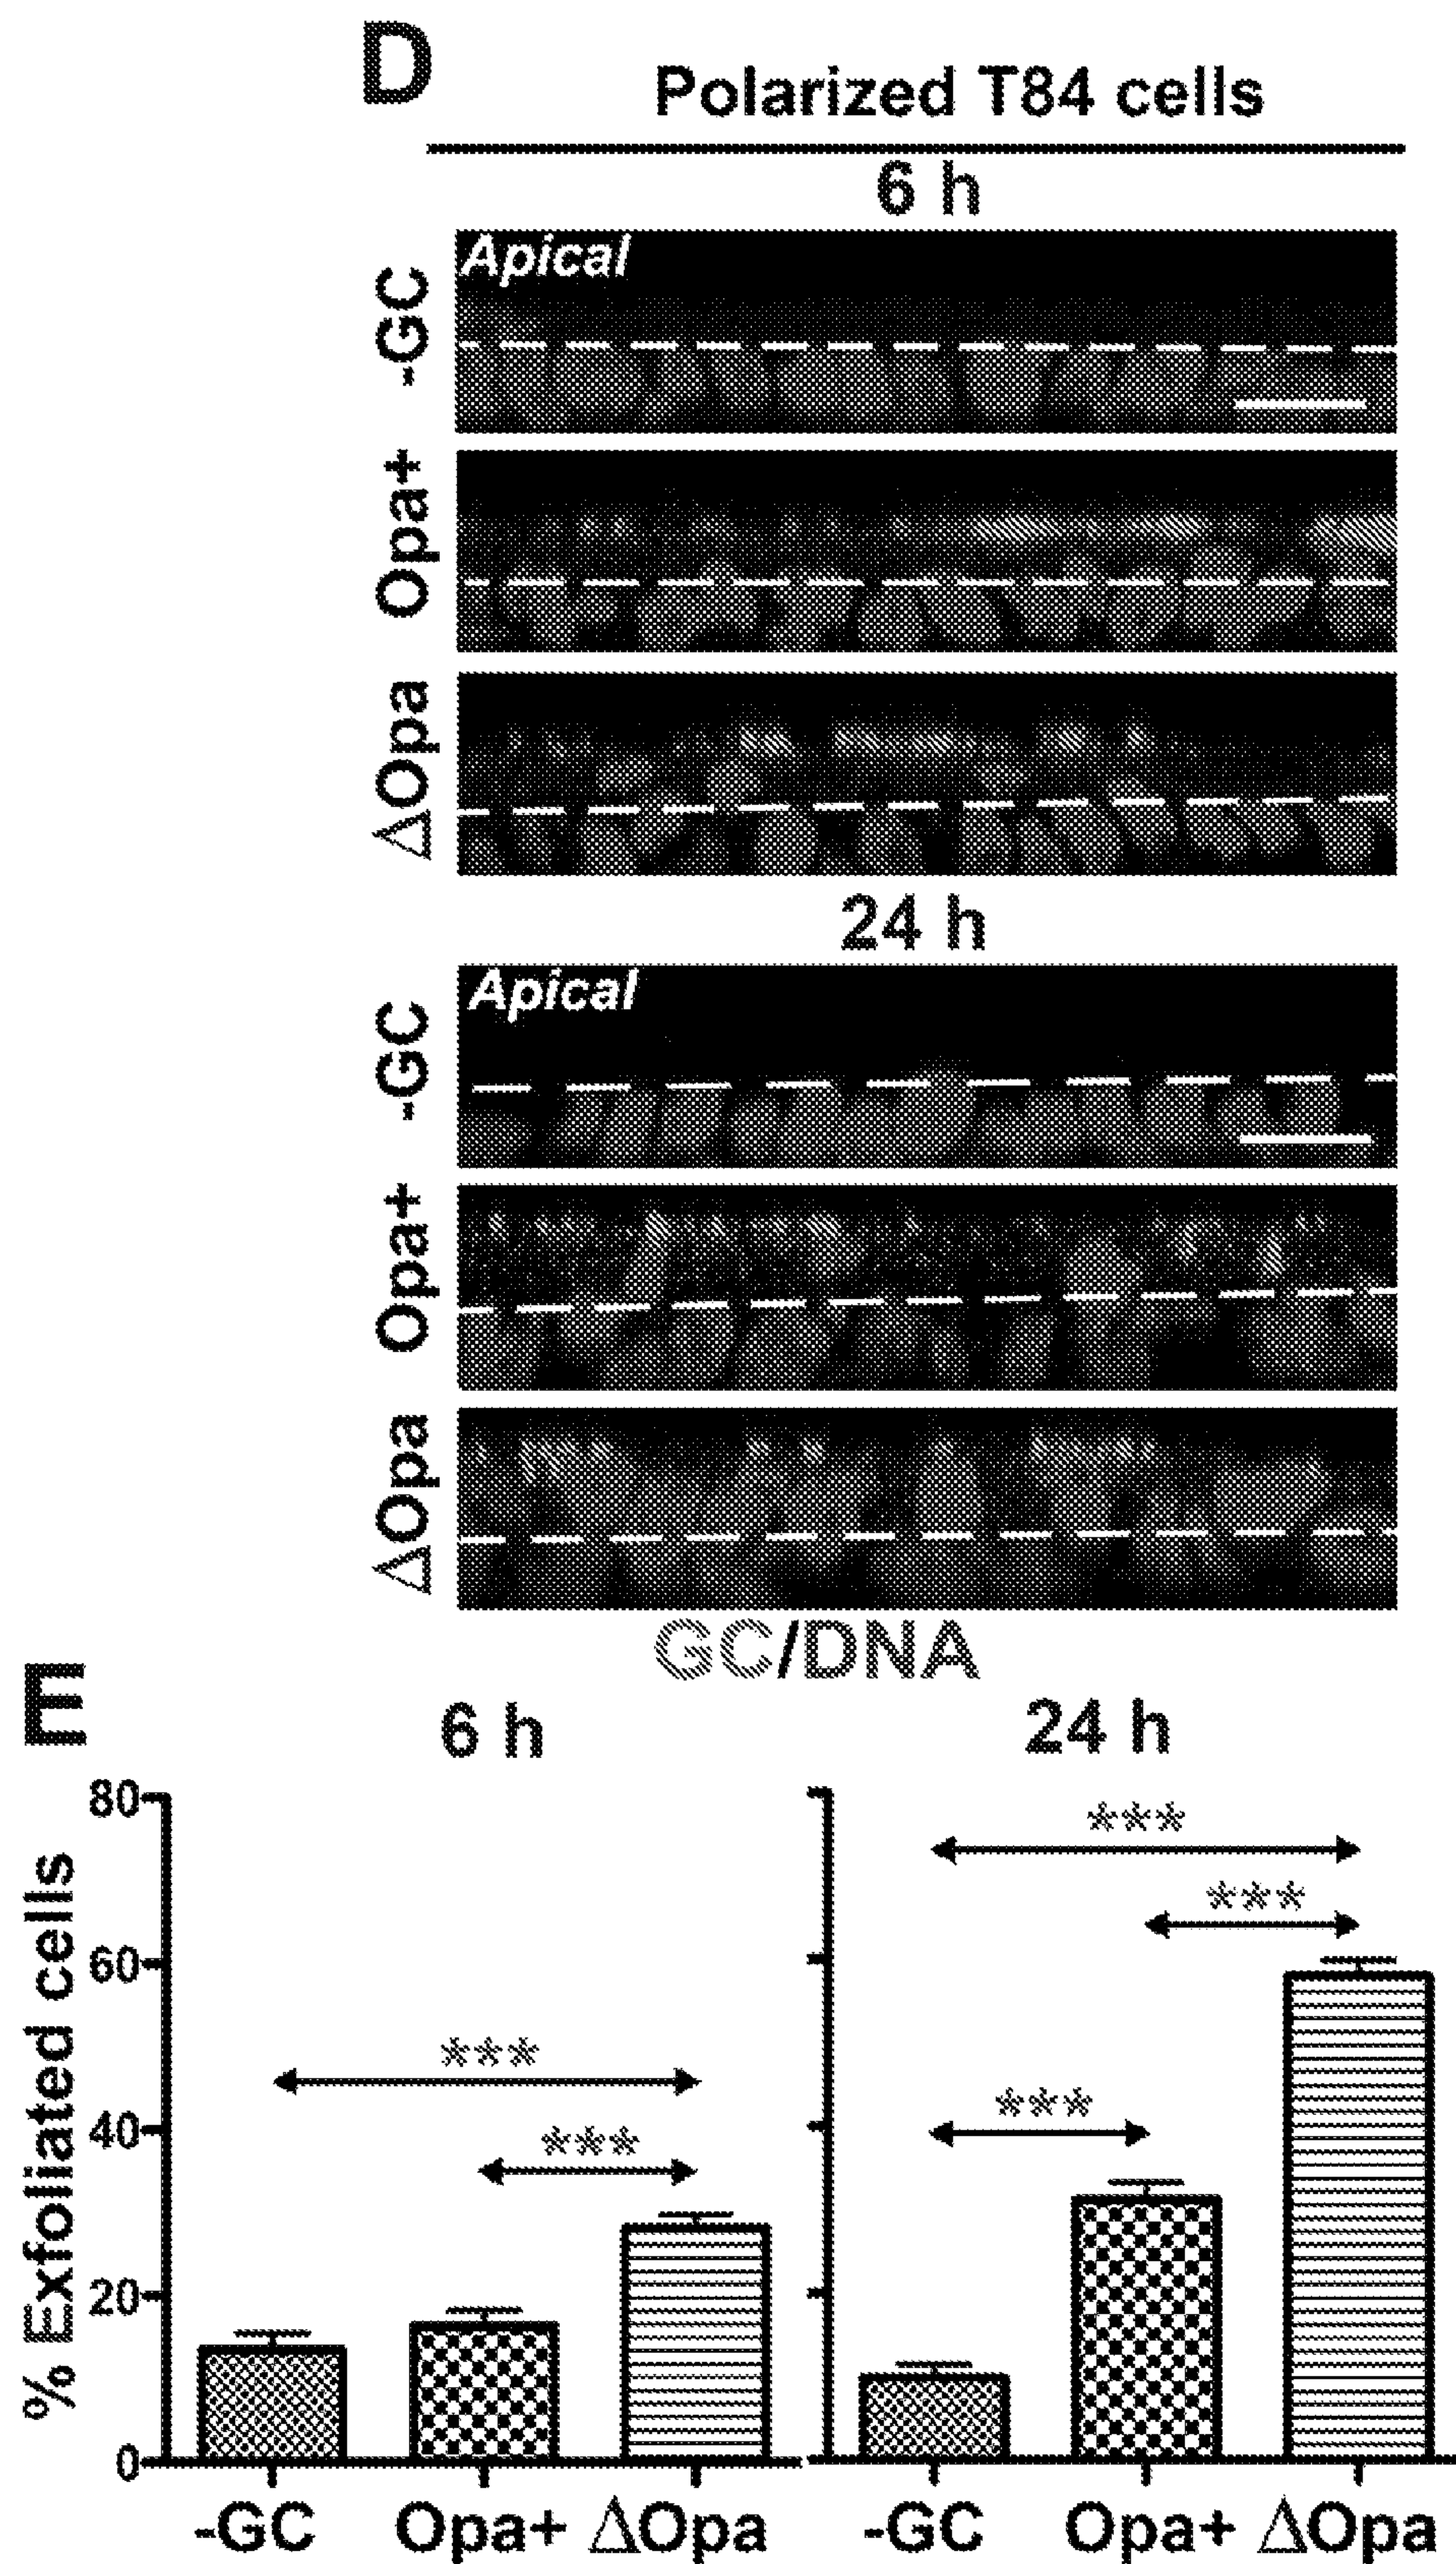 D
Polarized T84 cells
6 h
Apical
-GC
Opa+
ΔOpa
24 h
Apical
-GC
Opa+
ΔOpa
GC/DNA
E
6 h
24 h
% Exfoliated cells
80
60
40
20
0
***
***
***
***
***
-GC Opa+ ΔOpa
-GC Opa+ ΔOpa